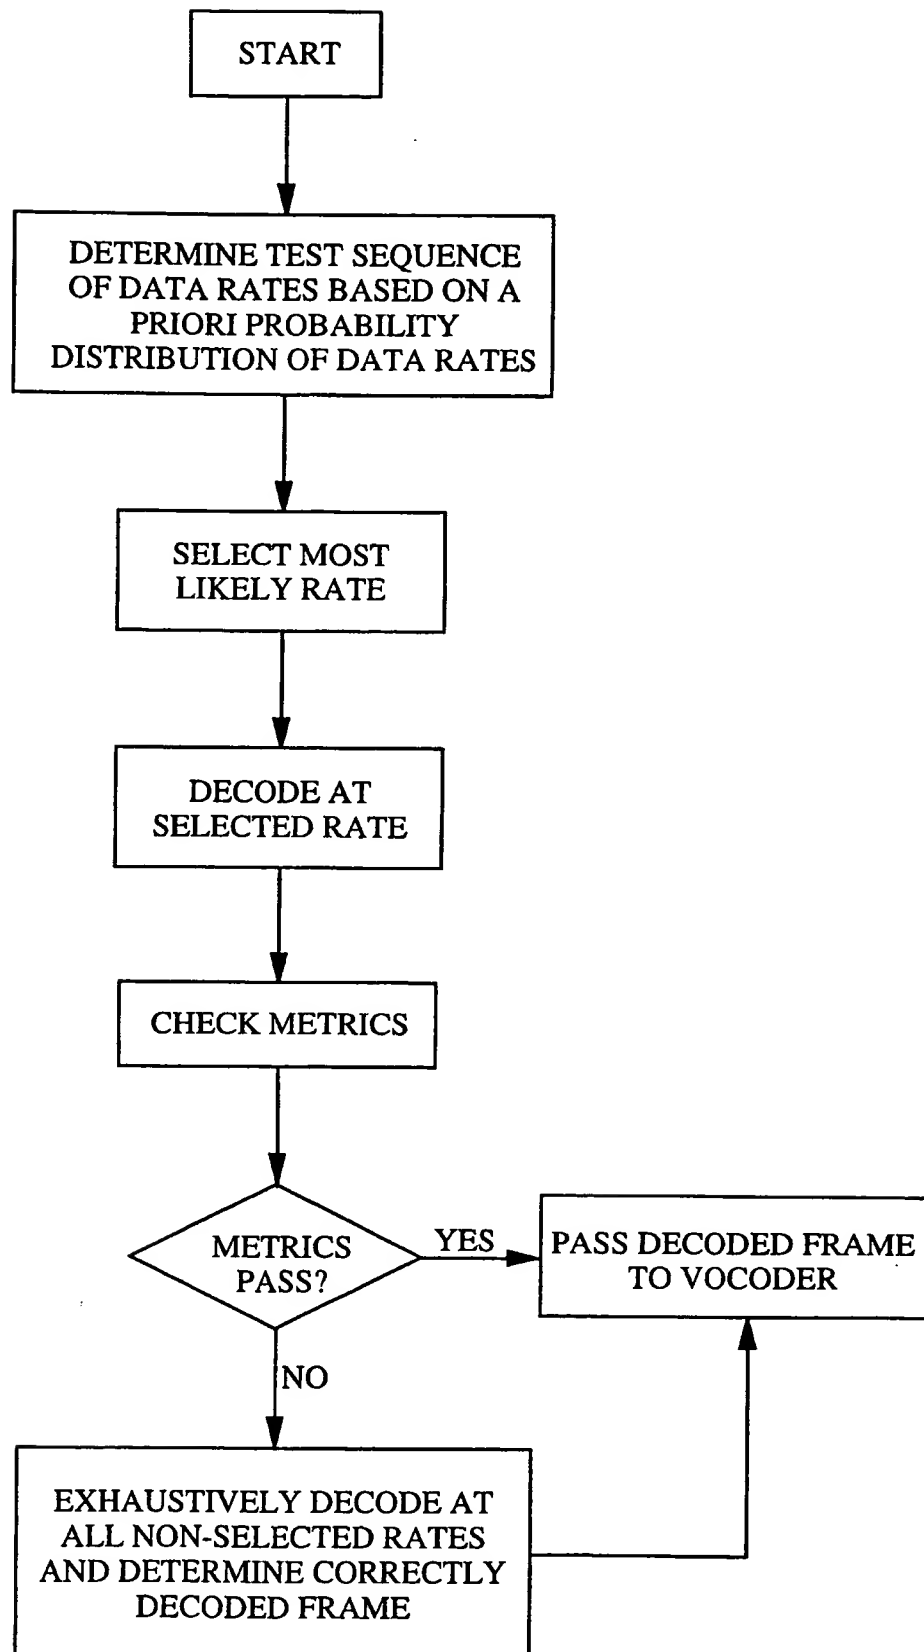 START
DETERMINE TEST SEQUENCE
OF DATA RATES BASED ON A
PRIORI PROBABILITY
DISTRIBUTION OF DATA RATES
SELECT MOST
LIKELY RATE
DECODE AT
SELECTED RATE
CHECK METRICS
METRICS
PASS?
YES
PASS DECODED FRAME
TO VOCODER
NO
EXHAUSTIVELY DECODE AT
ALL NON-SELECTED RATES
AND DETERMINE CORRECTLY
DECODED FRAME